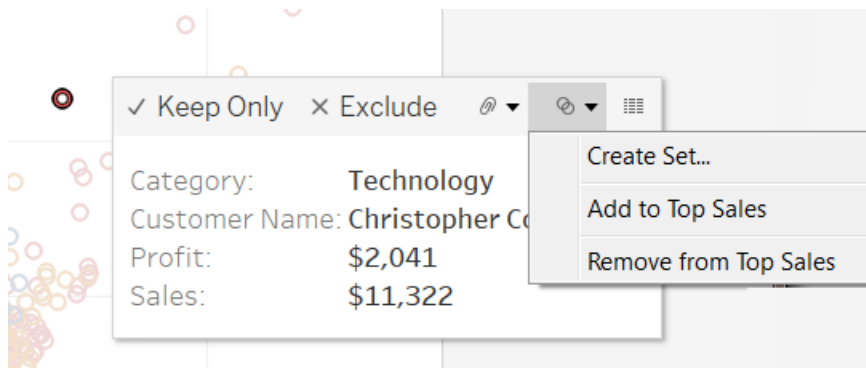 Keep Only Exclude
Create Set...
Add to Top Sales
Remove from Top Sales
Category: Technology
Customer Name: Christopher
Profit: $2,041
Sales: $11,322